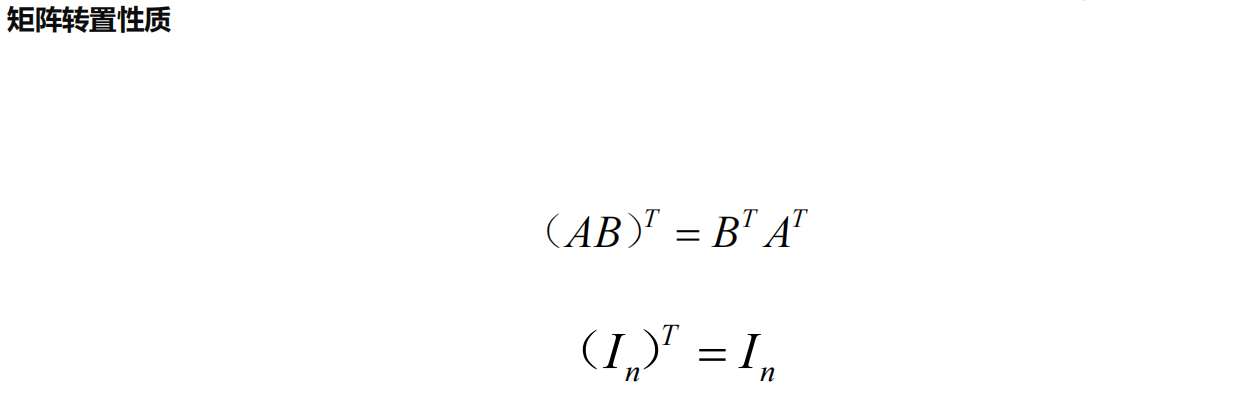 矩阵转置性质
（AB）^T = B^T A^T
（I_n）^T = I_n